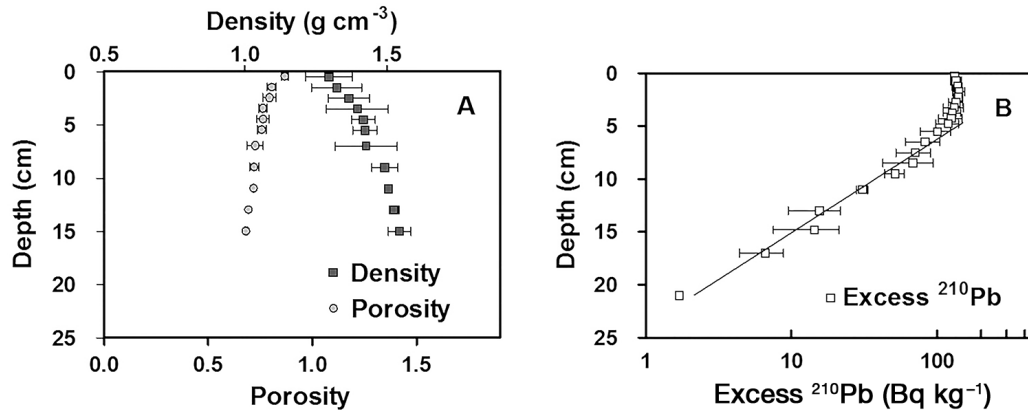 Density (g cm⁻³)
0.5 1.0 1.5
0
5
10
15
20
25
Depth (cm)
A
Density
Porosity
0.0 0.5 1.0 1.5
Porosity
0
5
10
15
20
25
Depth (cm)
B
Excess ²¹⁰Pb
1 10 100
Excess ²¹⁰Pb (Bq kg⁻¹)